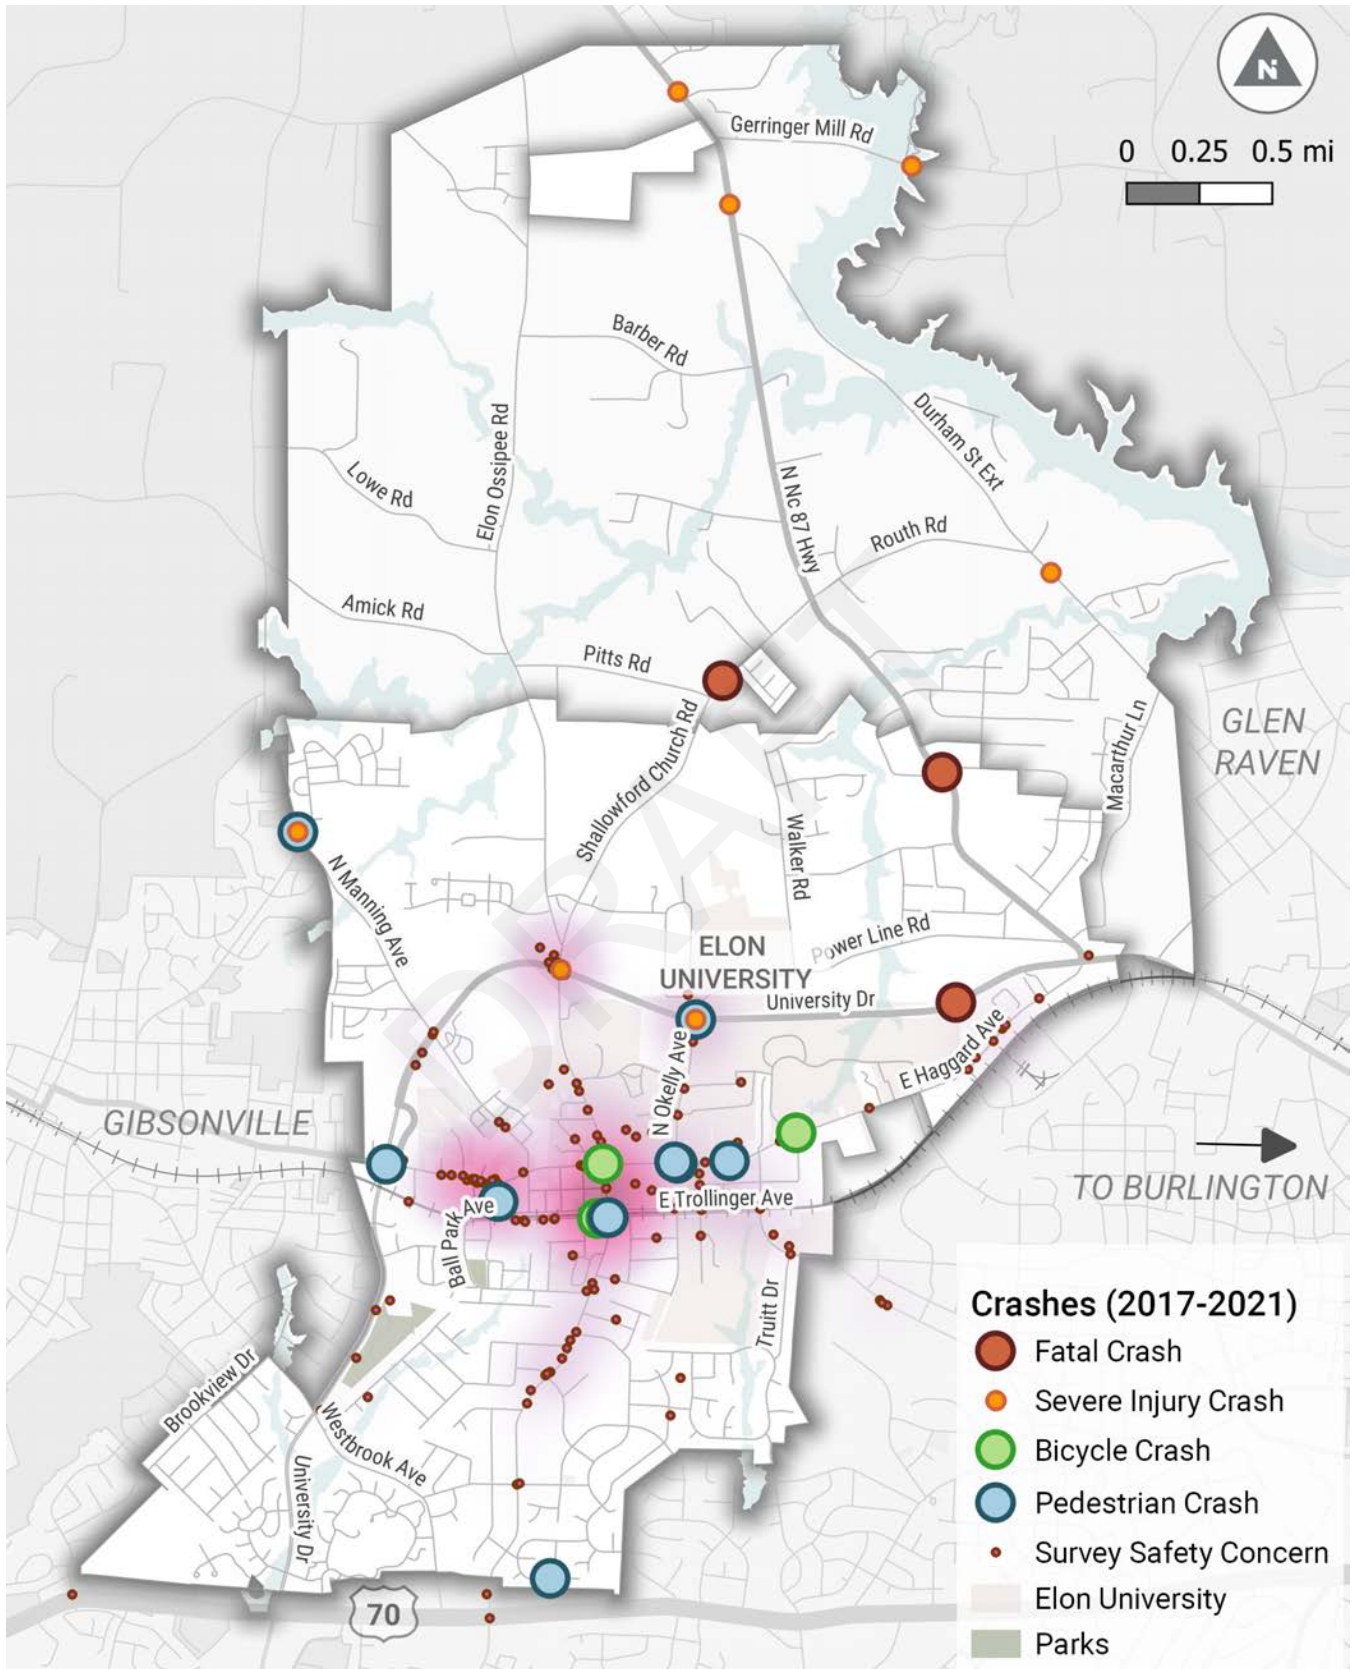 N
0 0.25 0.5 mi
Gerringer Mill Rd
Barber Rd
Elon Ossipee Rd
Durham St Ext
Lowe Rd
N Nc 87 Hwy
Routh Rd
Amick Rd
Pitts Rd
Shallowford Church Rd
Macarthur Ln
GLEN
RAVEN
Walker Rd
N Manning Ave
Power Line Rd
ELON
UNIVERSITY
University Dr
E Haggard Ave
N Okelly Ave
GIBSONVILLE
TO BURLINGTON
E Trollinger Ave
Ball Park Ave
Truitt Dr
Brookview Dr
Westbrook Ave
University Dr
70
DRAFT
Crashes (2017-2021)
Fatal Crash
Severe Injury Crash
Bicycle Crash
Pedestrian Crash
Survey Safety Concern
Elon University
Parks